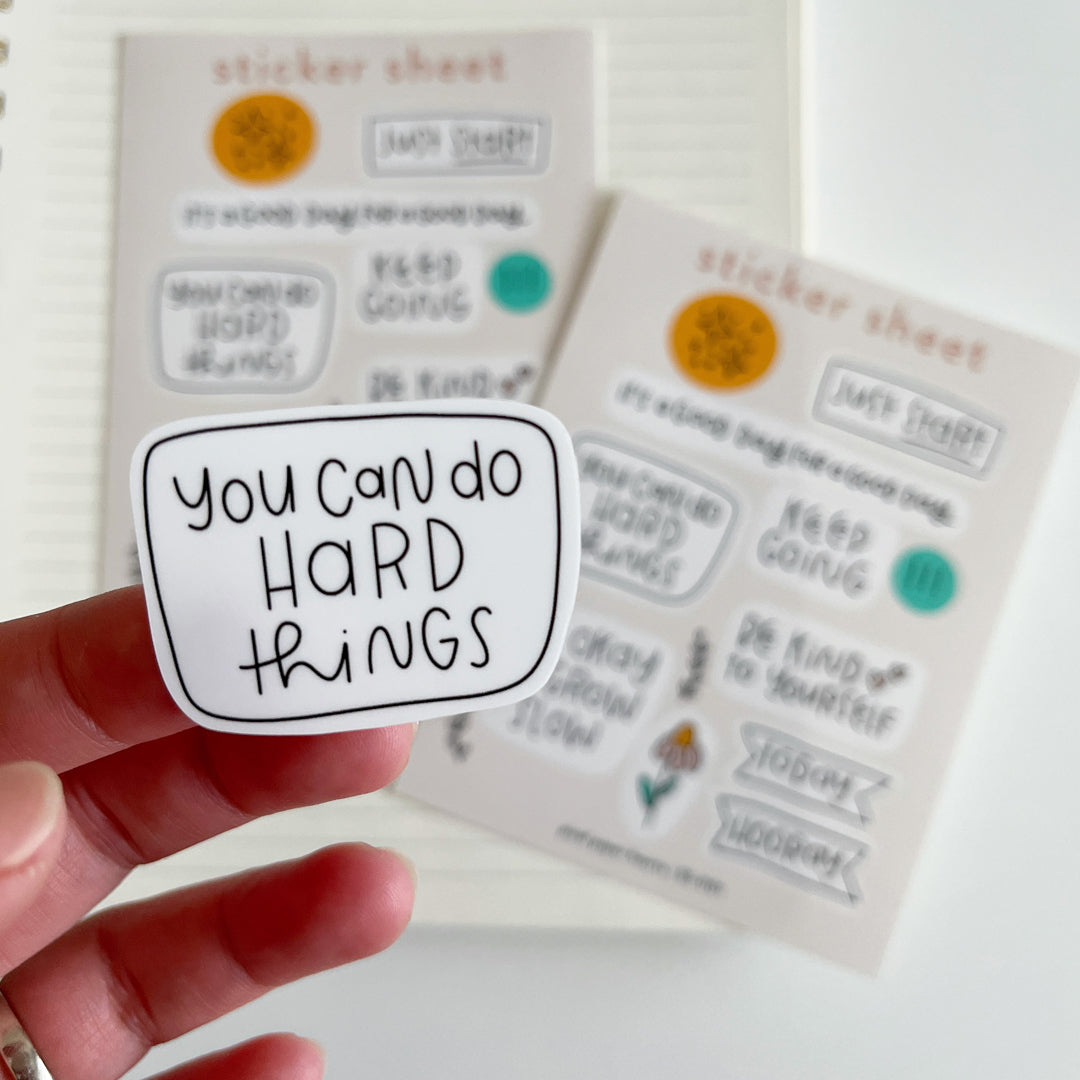 sticker sheet
JUST START
IT'S a GOOD Day FOR a GOOD Day.
you can do
HaRD
thiNGS
KEEP
GOING
BE KIND
you CaN do
HaRD
thiNGS
sticker sheet
JUST START
IT'S a GOOD Day FOR a GOOD Day.
you can do
HaRD
thiNGS
KEEP
GOING
OKay
GROW
SLOW
BE KIND
to yourSELF
TODay
HOORay